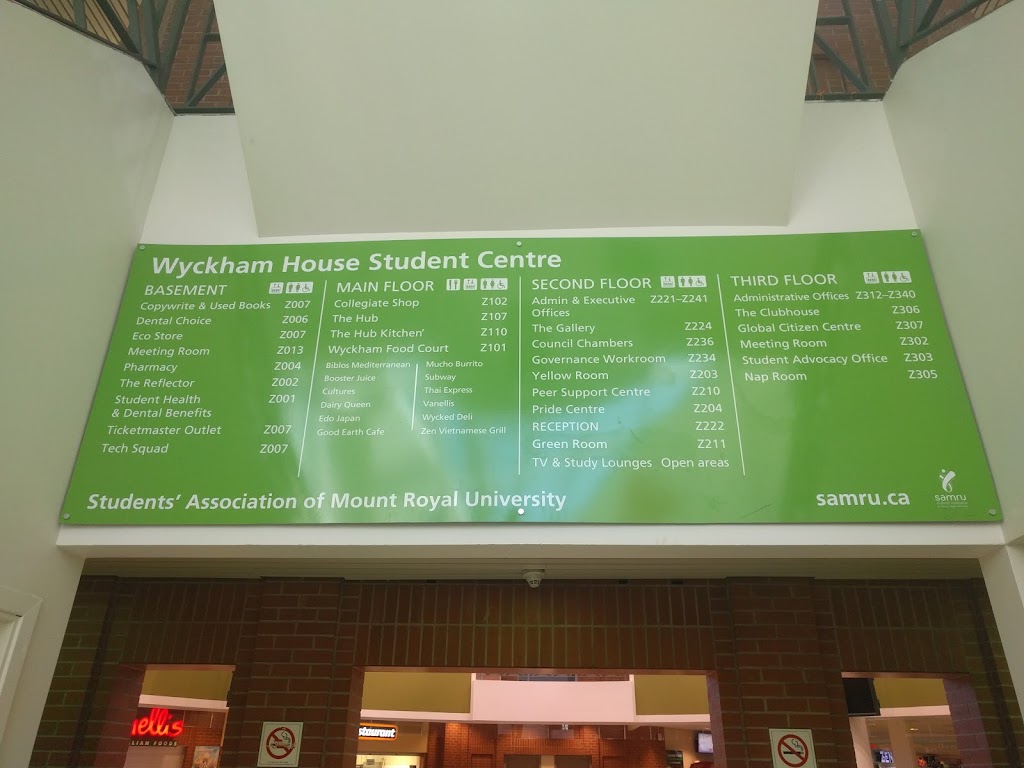 Wyckham House Student Centre
BASEMENT
Copywrite & Used Books Z007
Dental Choice Z006
Eco Store Z007
Meeting Room Z013
Pharmacy Z004
The Reflector Z002
Student Health Z001
& Dental Benefits
Ticketmaster Outlet Z007
Tech Squad Z007
MAIN FLOOR
Collegiate Shop Z102
The Hub Z107
The Hub Kitchen' Z110
Wyckham Food Court Z101
Biblos Mediterranean
Booster Juice
Cultures
Dairy Queen
Edo Japan
Good Earth Cafe
Mucho Burrito
Subway
Thai Express
Vanellis
Wycked Deli
Zen Vietnamese Grill
SECOND FLOOR
Admin & Executive Z221–Z241
Offices
The Gallery Z224
Council Chambers Z236
Governance Workroom Z234
Yellow Room Z203
Peer Support Centre Z210
Pride Centre Z204
RECEPTION Z222
Green Room Z211
TV & Study Lounges Open areas
THIRD FLOOR
Administrative Offices Z312–Z340
The Clubhouse Z306
Global Citizen Centre Z307
Meeting Room Z302
Student Advocacy Office Z303
Nap Room Z305
Students' Association of Mount Royal University
samru.ca
samru
nellis
LIAN FOODS
staurant